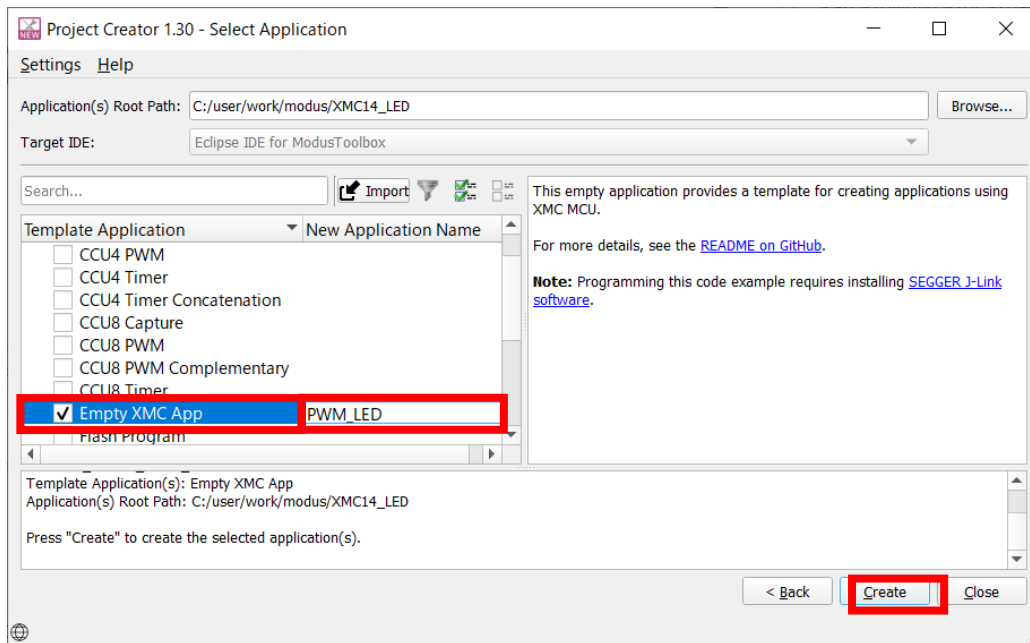 NEW
Project Creator 1.30 - Select Application
Settings Help
Application(s) Root Path: C:/user/work/modus/XMC14_LED Browse...
Target IDE: Eclipse IDE for ModusToolbox
Search... Import
Template Application New Application Name
CCU4 PWM
CCU4 Timer
CCU4 Timer Concatenation
CCU8 Capture
CCU8 PWM
CCU8 PWM Complementary
CCU8 Timer
Empty XMC App PWM_LED
Flash Program
This empty application provides a template for creating applications using
XMC MCU.
For more details, see the README on GitHub.
Note: Programming this code example requires installing SEGGER J-Link
software.
Template Application(s): Empty XMC App
Application(s) Root Path: C:/user/work/modus/XMC14_LED
Press "Create" to create the selected application(s).
< Back Create Close